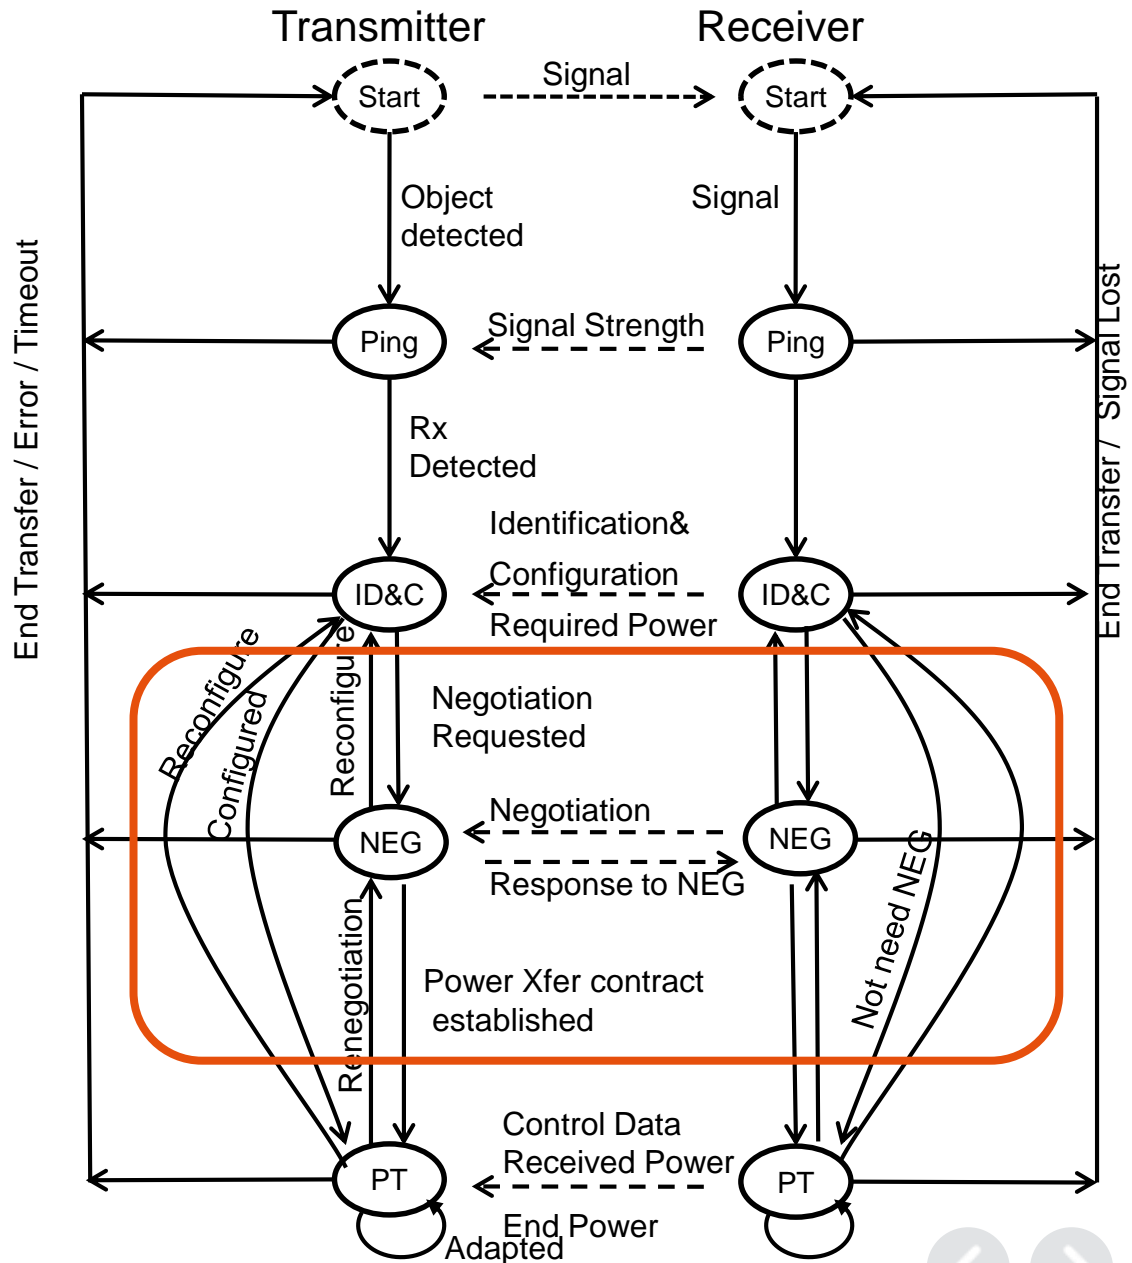 Transmitter
Receiver
Start
Signal
Start
Object
detected
Signal
Ping
Signal Strength
Ping
End Transfer / Error / Timeout
End Transfer / Signal Lost
Rx
Detected
Identification&
ID&C
Configuration
ID&C
Required Power
Reconfigure
Configured
Reconfigure
Negotiation
Requested
NEG
Negotiation
NEG
Response to NEG
Not need NEG
Renegotiation
Power Xfer contract
established
Control Data
Received Power
PT
PT
End Power
Adapted